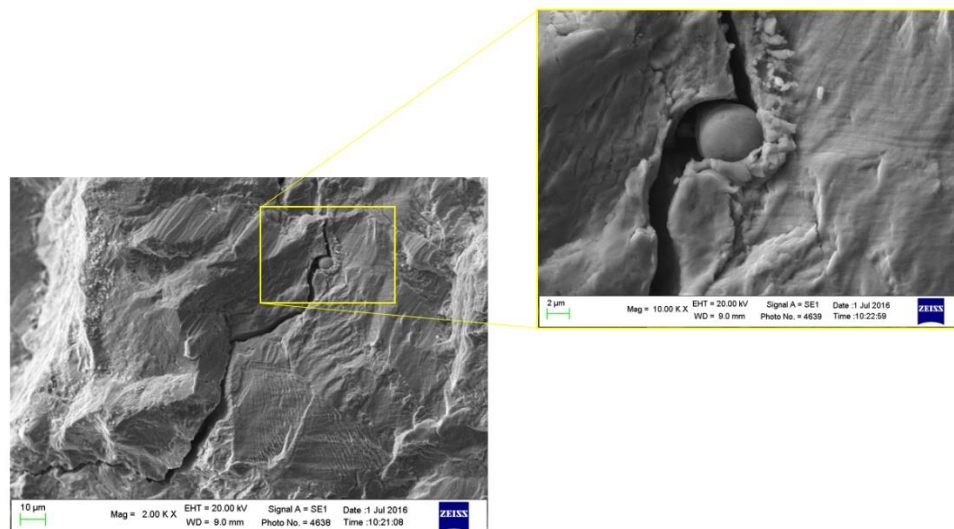 2 µm
Mag = 10.00 K X
EHT = 20.00 kV
WD = 9.0 mm
Signal A = SE1
Photo No. = 4639
Date :1 Jul 2016
Time :10:22:59
ZEISS
10 µm
Mag = 2.00 K X
EHT = 20.00 kV
WD = 9.0 mm
Signal A = SE1
Photo No. = 4638
Date :1 Jul 2016
Time :10:21:08
ZEISS